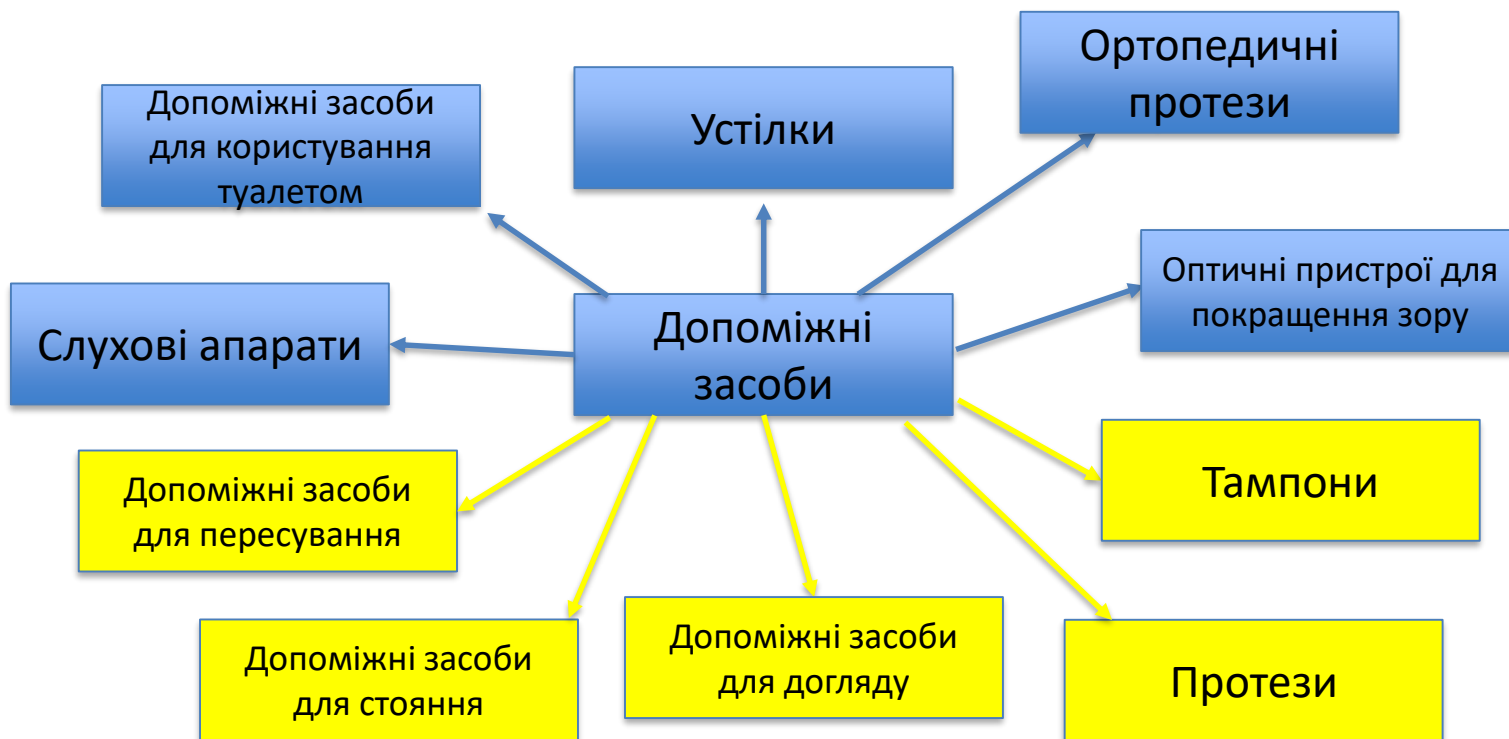 Ортопедичні
протези
Допоміжні засоби
для користування
туалетом
Устілки
Оптичні пристрої для
покращення зору
Слухові апарати
Допоміжні
засоби
Допоміжні засоби
для пересування
Тампони
Допоміжні засоби
для стояння
Допоміжні засоби
для догляду
Протези